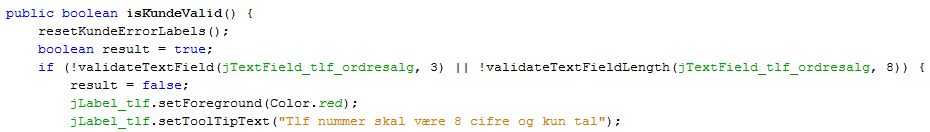 public boolean isKundeValid() {
resetKundeErrorLabels();
boolean result = true;
if (!validateTextField(jTextField_tlf_ordresalg, 3) || !validateTextFieldLength(jTextField_tlf_ordresalg, 8)) {
result = false;
jLabel_tlf.setForeground(Color.red);
jLabel_tlf.setToolTipText("Tlf nummer skal være 8 cifre og kun tal");